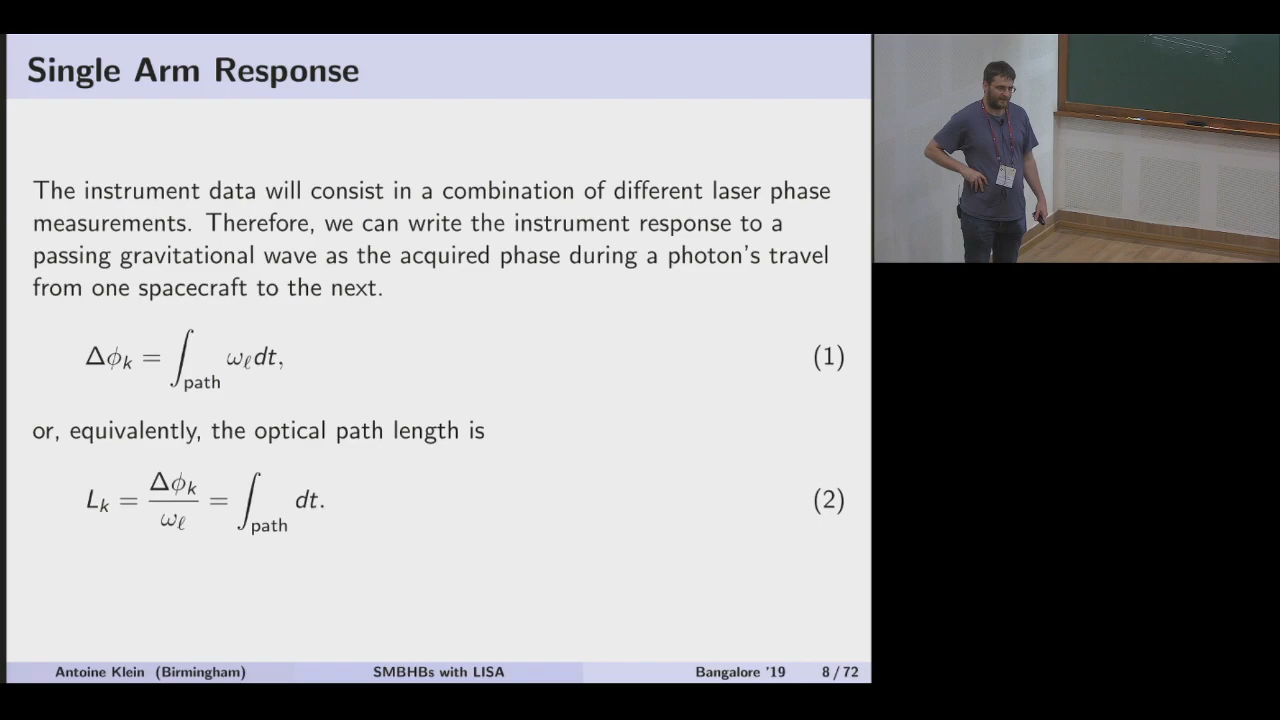 Single Arm Response
The instrument data will consist in a combination of different laser phase
measurements. Therefore, we can write the instrument response to a
passing gravitational wave as the acquired phase during a photon's travel
from one spacecraft to the next.
Δϕ_k = ∫_path ω_ℓ dt, (1)
or, equivalently, the optical path length is
L_k = Δϕ_k / ω_ℓ = ∫_path dt. (2)
Antoine Klein (Birmingham) SMBHBs with LISA Bangalore '19 8 / 72